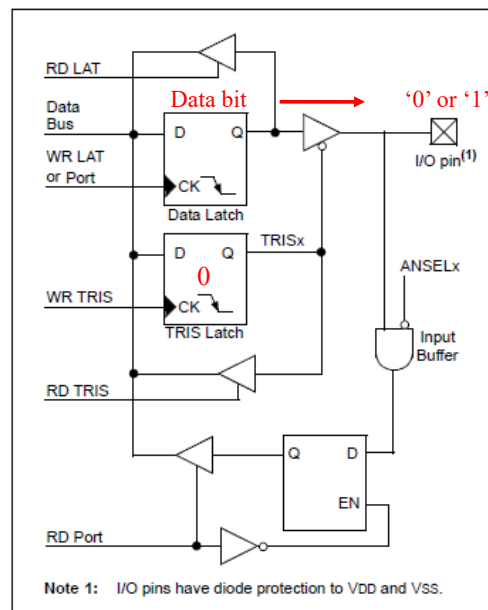 RD LAT
Data
Bus
Data bit
‘0’ or ‘1’
D Q
I/O pin(1)
WR LAT
or Port
CK
Data Latch
D Q
TRISx
0
ANSELx
WR TRIS
CK
TRIS Latch
Input
Buffer
RD TRIS
Q D
EN
RD Port
Note 1: I/O pins have diode protection to VDD and VSS.